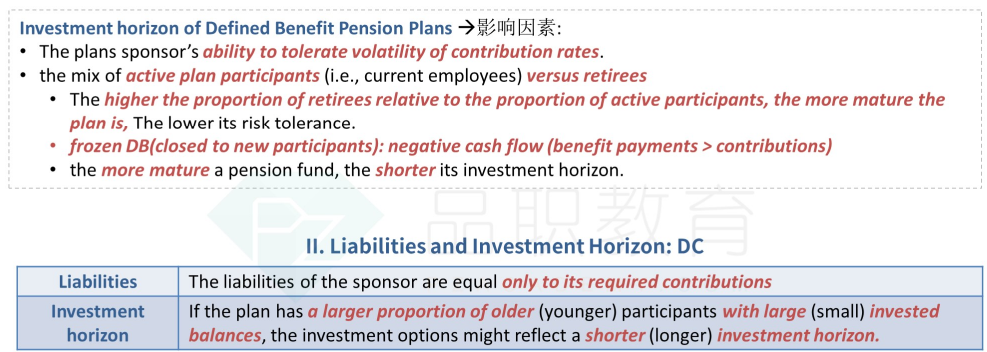 Investment horizon of Defined Benefit Pension Plans →影响因素:
• The plans sponsor's ability to tolerate volatility of contribution rates.
• the mix of active plan participants (i.e., current employees) versus retirees
• The higher the proportion of retirees relative to the proportion of active participants, the more mature the
plan is, The lower its risk tolerance.
• frozen DB(closed to new participants): negative cash flow (benefit payments > contributions)
• the more mature a pension fund, the shorter its investment horizon.
品职教育
II. Liabilities and Investment Horizon: DC
Liabilities
The liabilities of the sponsor are equal only to its required contributions
Investment
horizon
If the plan has a larger proportion of older (younger) participants with large (small) invested
balances, the investment options might reflect a shorter (longer) investment horizon.